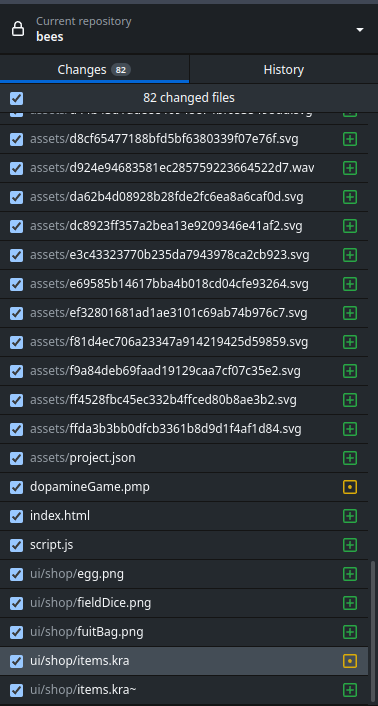 Current repository
bees
Changes 82
History
82 changed files
assets/d8cf65477188bfd5bf6380339f07e76f.svg
assets/d924e94683581ec285759223664522d7.wav
assets/da62b4d08928b28fde2fc6ea8a6caf0d.svg
assets/dc8923ff357a2bea13e9209346e41af2.svg
assets/e3c43323770b235da7943978ca2cb923.svg
assets/e69585b14617bba4b018cd04cfe93264.svg
assets/ef32801681ad1ae3101c69ab74b976c7.svg
assets/f81d4ec706a23347a914219425d59859.svg
assets/f9a84deb69faad19129caa7cf07c35e2.svg
assets/ff4528fbc45ec332b4ffced80b8ae3b2.svg
assets/ffda3b3bb0dfcb3361b8d9d1f4af1d84.svg
assets/project.json
dopamineGame.pmp
index.html
script.js
ui/shop/egg.png
ui/shop/fieldDice.png
ui/shop/fuitBag.png
ui/shop/items.kra
ui/shop/items.kra~